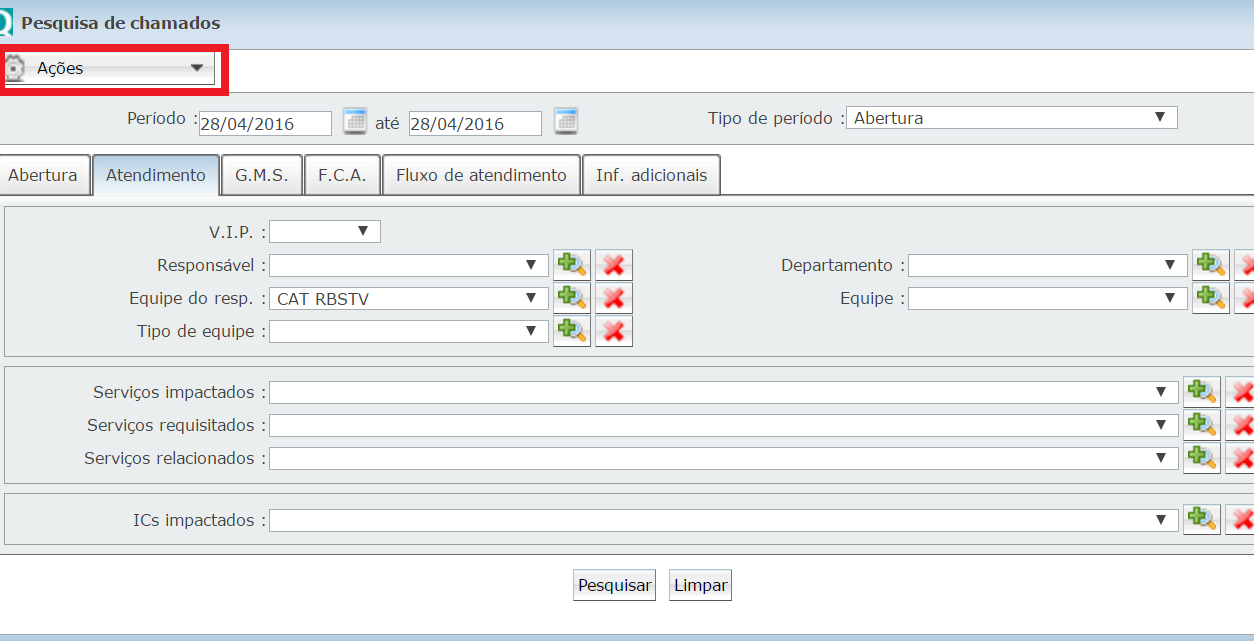 Pesquisa de chamados
Ações
Período : 28/04/2016 até 28/04/2016 Tipo de período : Abertura
Abertura Atendimento G.M.S. F.C.A. Fluxo de atendimento Inf. adicionais
V.I.P. :
Responsável : Departamento :
Equipe do resp. : CAT RBSTV Equipe :
Tipo de equipe :
Serviços impactados :
Serviços requisitados :
Serviços relacionados :
ICs impactados :
Pesquisar Limpar